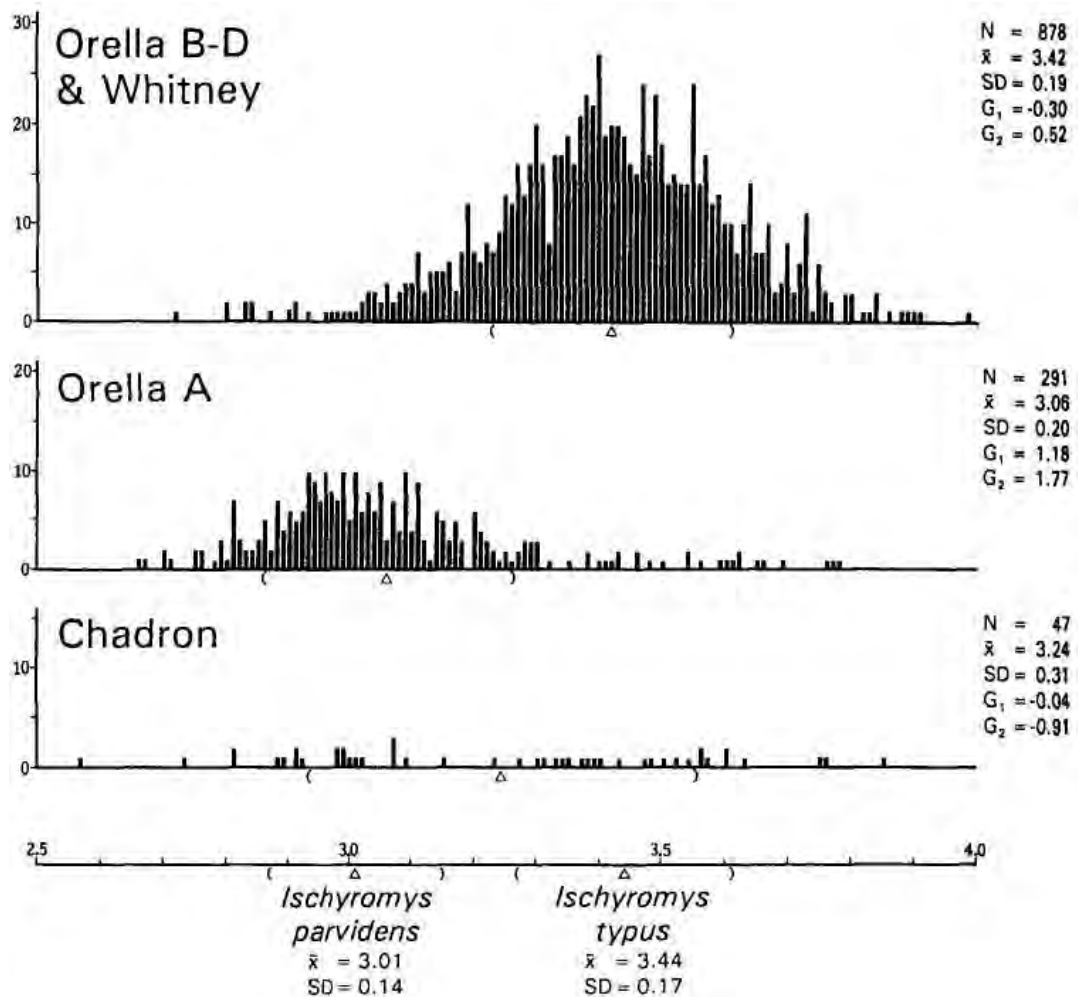 30
20
10
0
Orella B-D
& Whitney
N = 878
x̄ = 3.42
SD = 0.19
G₁ = -0.30
G₂ = 0.52
20
10
0
Orella A
N = 291
x̄ = 3.06
SD = 0.20
G₁ = 1.18
G₂ = 1.77
10
0
Chadron
N = 47
x̄ = 3.24
SD = 0.31
G₁ = -0.04
G₂ = -0.91
2.5 3.0 3.5 4.0
Ischyromys
parvidens
x̄ = 3.01
SD = 0.14
Ischyromys
typus
x̄ = 3.44
SD = 0.17